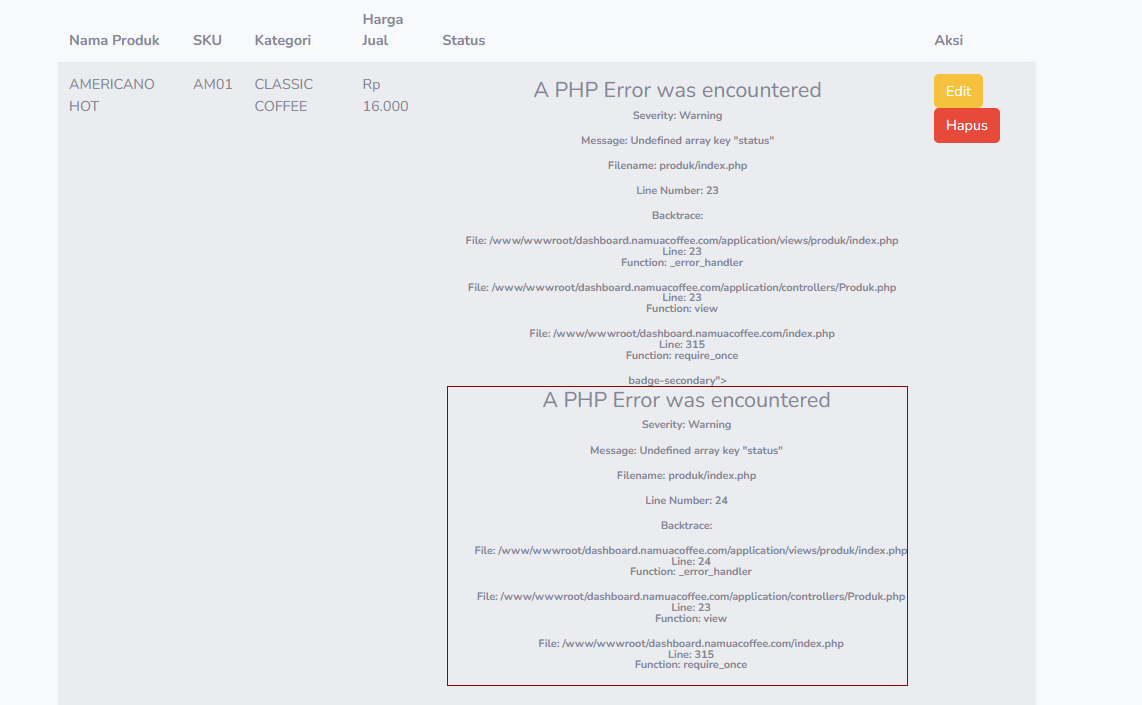 Nama Produk SKU Kategori Harga Jual Status Aksi
AMERICANO HOT AM01 CLASSIC COFFEE Rp 16.000
A PHP Error was encountered
Severity: Warning
Message: Undefined array key "status"
Filename: produk/index.php
Line Number: 23
Backtrace:
File: /www/wwwroot/dashboard.namuacoffee.com/application/views/produk/index.php
Line: 23
Function: _error_handler
File: /www/wwwroot/dashboard.namuacoffee.com/application/controllers/Produk.php
Line: 23
Function: view
File: /www/wwwroot/dashboard.namuacoffee.com/index.php
Line: 315
Function: require_once
badge-secondary">
A PHP Error was encountered
Severity: Warning
Message: Undefined array key "status"
Filename: produk/index.php
Line Number: 24
Backtrace:
File: /www/wwwroot/dashboard.namuacoffee.com/application/views/produk/index.php
Line: 24
Function: _error_handler
File: /www/wwwroot/dashboard.namuacoffee.com/application/controllers/Produk.php
Line: 23
Function: view
File: /www/wwwroot/dashboard.namuacoffee.com/index.php
Line: 315
Function: require_once
Edit
Hapus